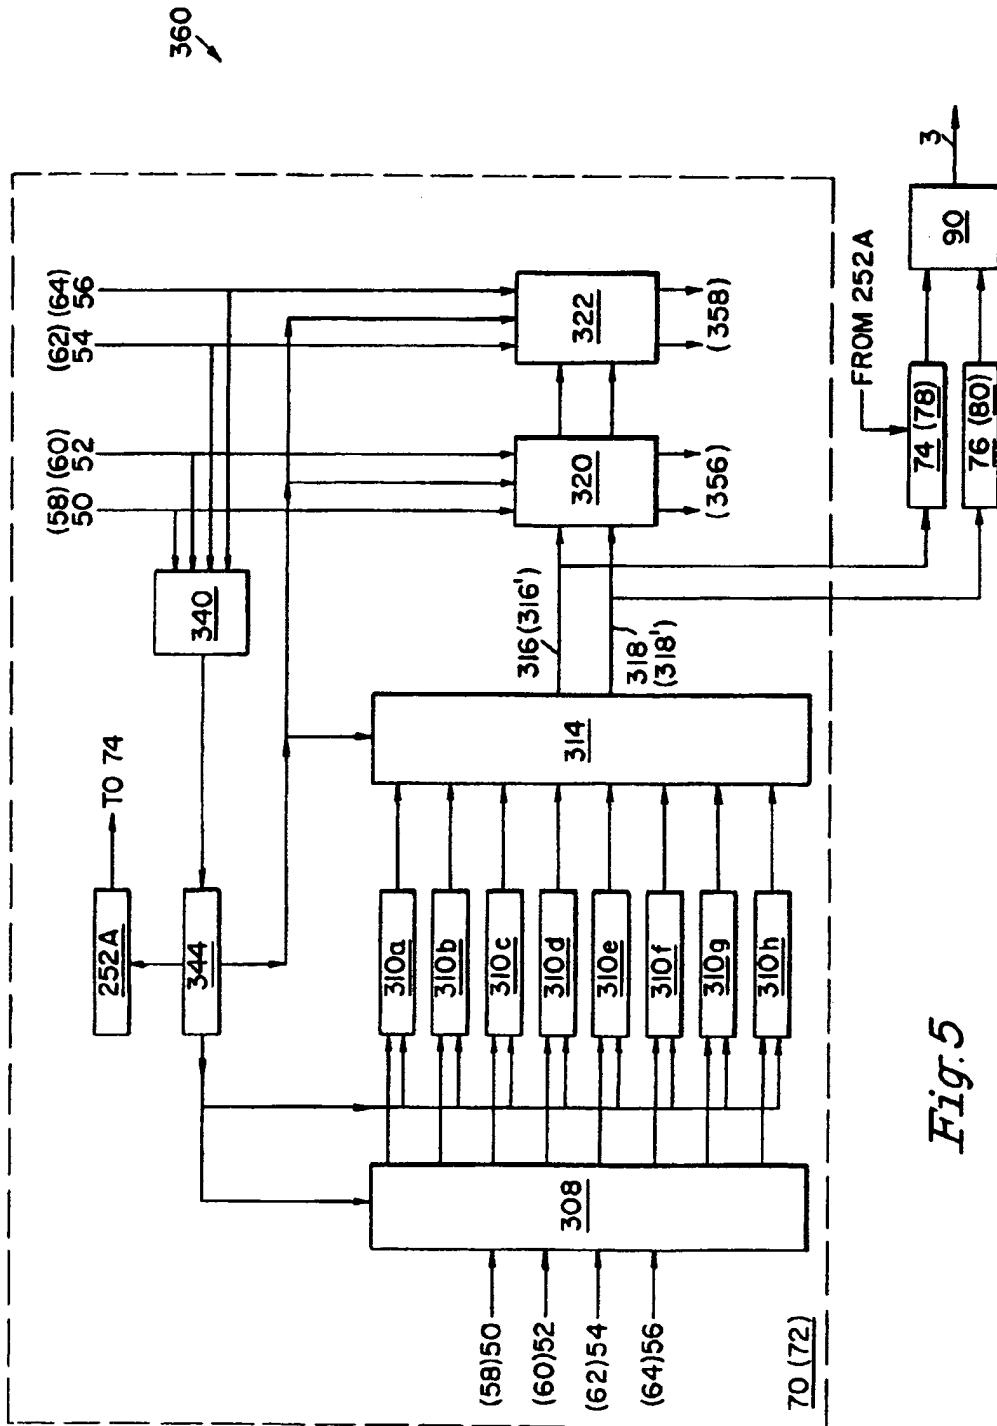 360
(58) (60)
50 52
(62) (64)
54 56
340
252A
TO 74
344
320
322
(356)
(358)
316 (316')
318
(318')
314
310a
310b
310c
310d
310e
310f
310g
310h
308
(58)50
(60)52
(62)54
(64)56
70 (72)
FROM 252A
74 (78)
76 (80)
90
3
Fig. 5